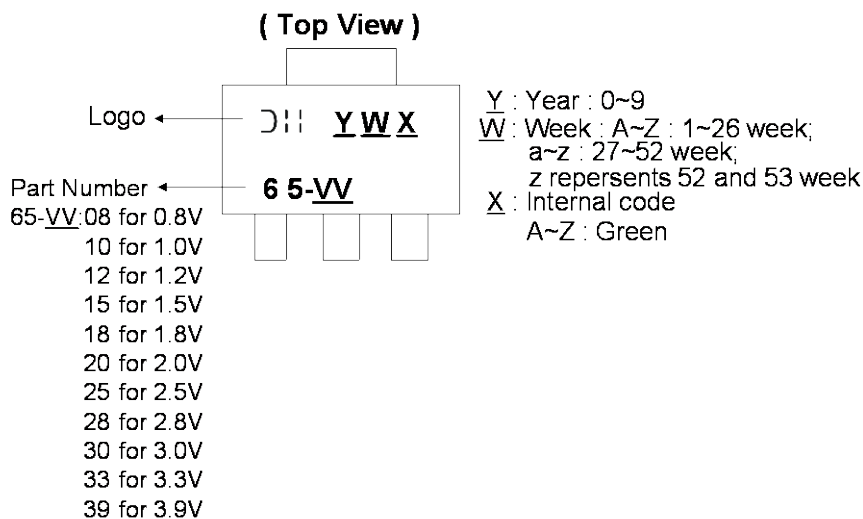 ( Top View )
Logo
Y W X
Y : Year : 0~9
W : Week : A~Z : 1~26 week;
a~z : 27~52 week;
z repersents 52 and 53 week
X : Internal code
A~Z : Green
Part Number
6 5-VV
65-VV:08 for 0.8V
10 for 1.0V
12 for 1.2V
15 for 1.5V
18 for 1.8V
20 for 2.0V
25 for 2.5V
28 for 2.8V
30 for 3.0V
33 for 3.3V
39 for 3.9V